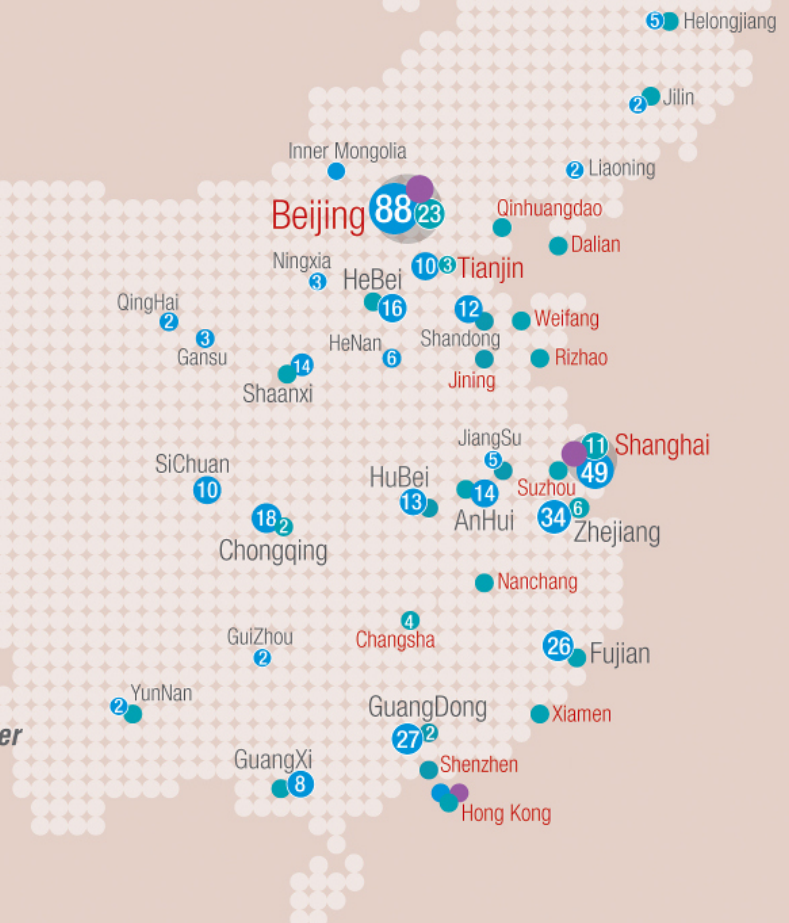 5 Helongjiang
2 Jilin
Inner Mongolia
2 Liaoning
Beijing 88 23
Qinhuangdao
Dalian
10 3 Tianjin
Ningxia
3
HeBei
16
QingHai
2
12
Shandong
Weifang
3
Gansu
HeNan
6
Rizhao
14
Shaanxi
Jining
11 Shanghai
49
JiangSu
5
SiChuan
10
HuBei
13
Suzhou
14
AnHui
34 6
Zhejiang
18 2
Chongqing
Nanchang
4
Changsha
GuiZhou
2
26 Fujian
YunNan
2
GuangDong
27 2
Xiamen
GuangXi
8
Shenzhen
Hong Kong
er